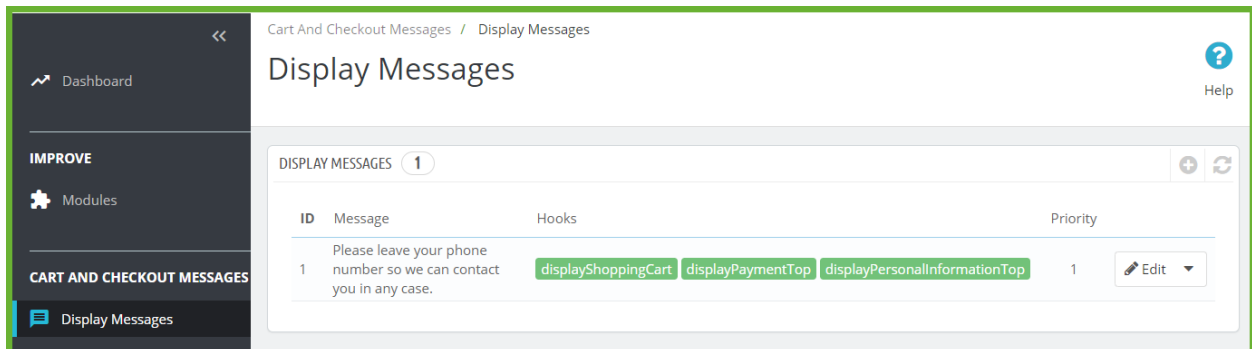 Dashboard
IMPROVE
Modules
CART AND CHECKOUT MESSAGES
Display Messages
Cart And Checkout Messages / Display Messages
Display Messages
Help
DISPLAY MESSAGES 1
ID Message Hooks Priority
1 Please leave your phone
number so we can contact
you in any case.
displayShoppingCart displayPaymentTop displayPersonalInformationTop 1 Edit